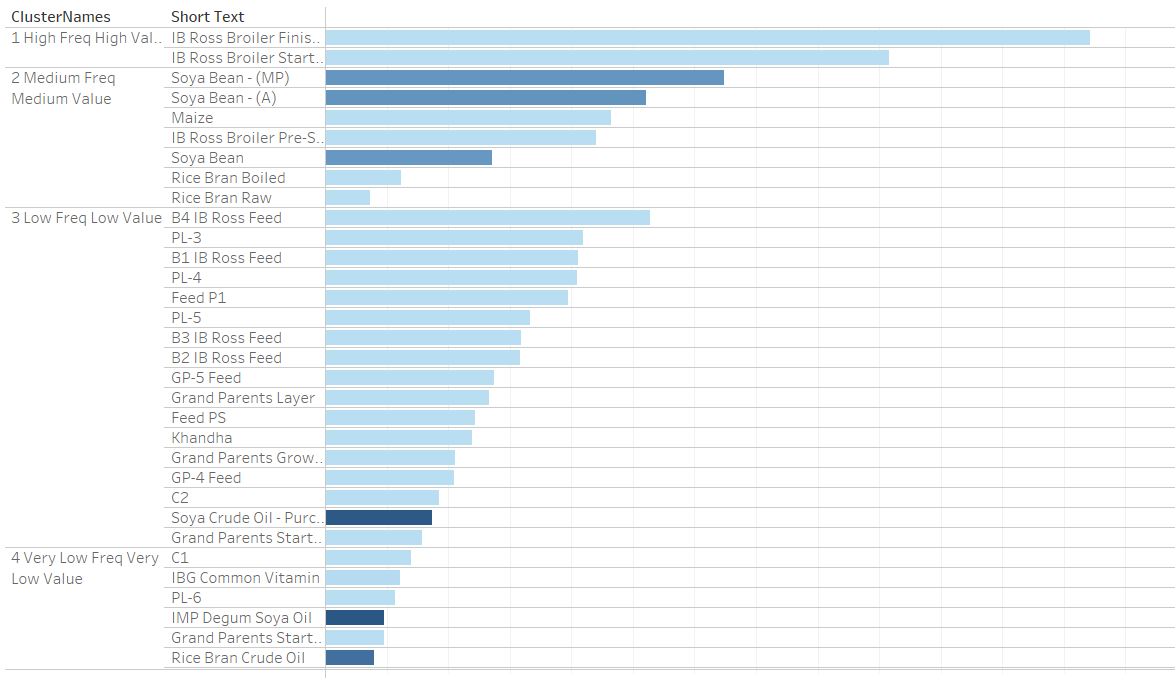 ClusterNames Short Text
1 High Freq High Val.. IB Ross Broiler Finis..
IB Ross Broiler Start..
2 Medium Freq Medium Value Soya Bean - (MP)
Soya Bean - (A)
Maize
IB Ross Broiler Pre-S..
Soya Bean
Rice Bran Boiled
Rice Bran Raw
3 Low Freq Low Value B4 IB Ross Feed
PL-3
B1 IB Ross Feed
PL-4
Feed P1
PL-5
B3 IB Ross Feed
B2 IB Ross Feed
GP-5 Feed
Grand Parents Layer
Feed PS
Khandha
Grand Parents Grow..
GP-4 Feed
C2
Soya Crude Oil - Purc..
Grand Parents Start..
4 Very Low Freq Very Low Value C1
IBG Common Vitamin
PL-6
IMP Degum Soya Oil
Grand Parents Start..
Rice Bran Crude Oil